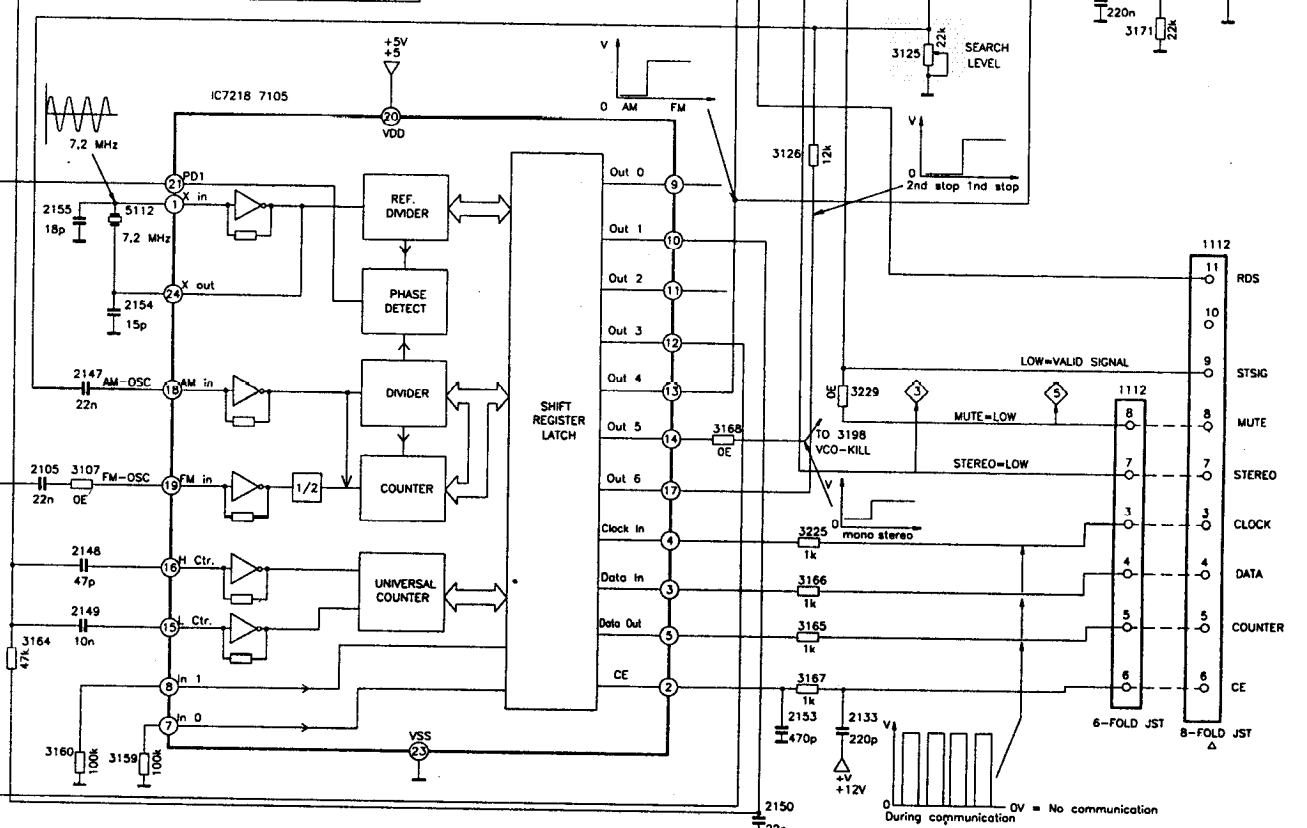 220n
3171
22k
3125
22k
SEARCH
LEVEL
+5V
+5
V
0 AM FM
IC7218 7105
20
VDD
7,2 MHz
V
0
2nd stop 1nd stop
3126
12k
21 PD1
1 X in
2155
18p
5112
7,2 MHz
REF.
DIVIDER
Out 0
9
Out 1
10
24 X out
2154
15p
PHASE
DETECT
Out 2
11
Out 3
12
1112
11
RDS
10
LOW=VALID SIGNAL
9
STSIG
2147
22n
AM-OSC
18
AM in
DIVIDER
SHIFT
REGISTER
LATCH
Out 4
13
0E
3229
3
5
1112
MUTE=LOW
8
8
MUTE
Out 5
14
3168
0E
TO 3198
VCO-KILL
STEREO=LOW
7
7
STEREO
2105
22n
3107
0E
FM-OSC
19
FM in
1/2
COUNTER
Out 6
17
V
0
mono stereo
Clock In
4
3225
1k
3
3
CLOCK
2148
47p
16
H Ctr.
UNIVERSAL
COUNTER
Data In
3
3166
1k
4
4
DATA
2149
10n
15
L Ctr.
Data Out
5
3165
1k
5
5
COUNTER
3164
47k
8
In 1
CE
2
3167
1k
6
6
CE
7
In 0
2153
470p
2133
220p
+V
+12V
6-FOLD JST
8-FOLD JST
3160
100k
3159
100k
VSS
23
V
0
0V = No communication
During communication
2150